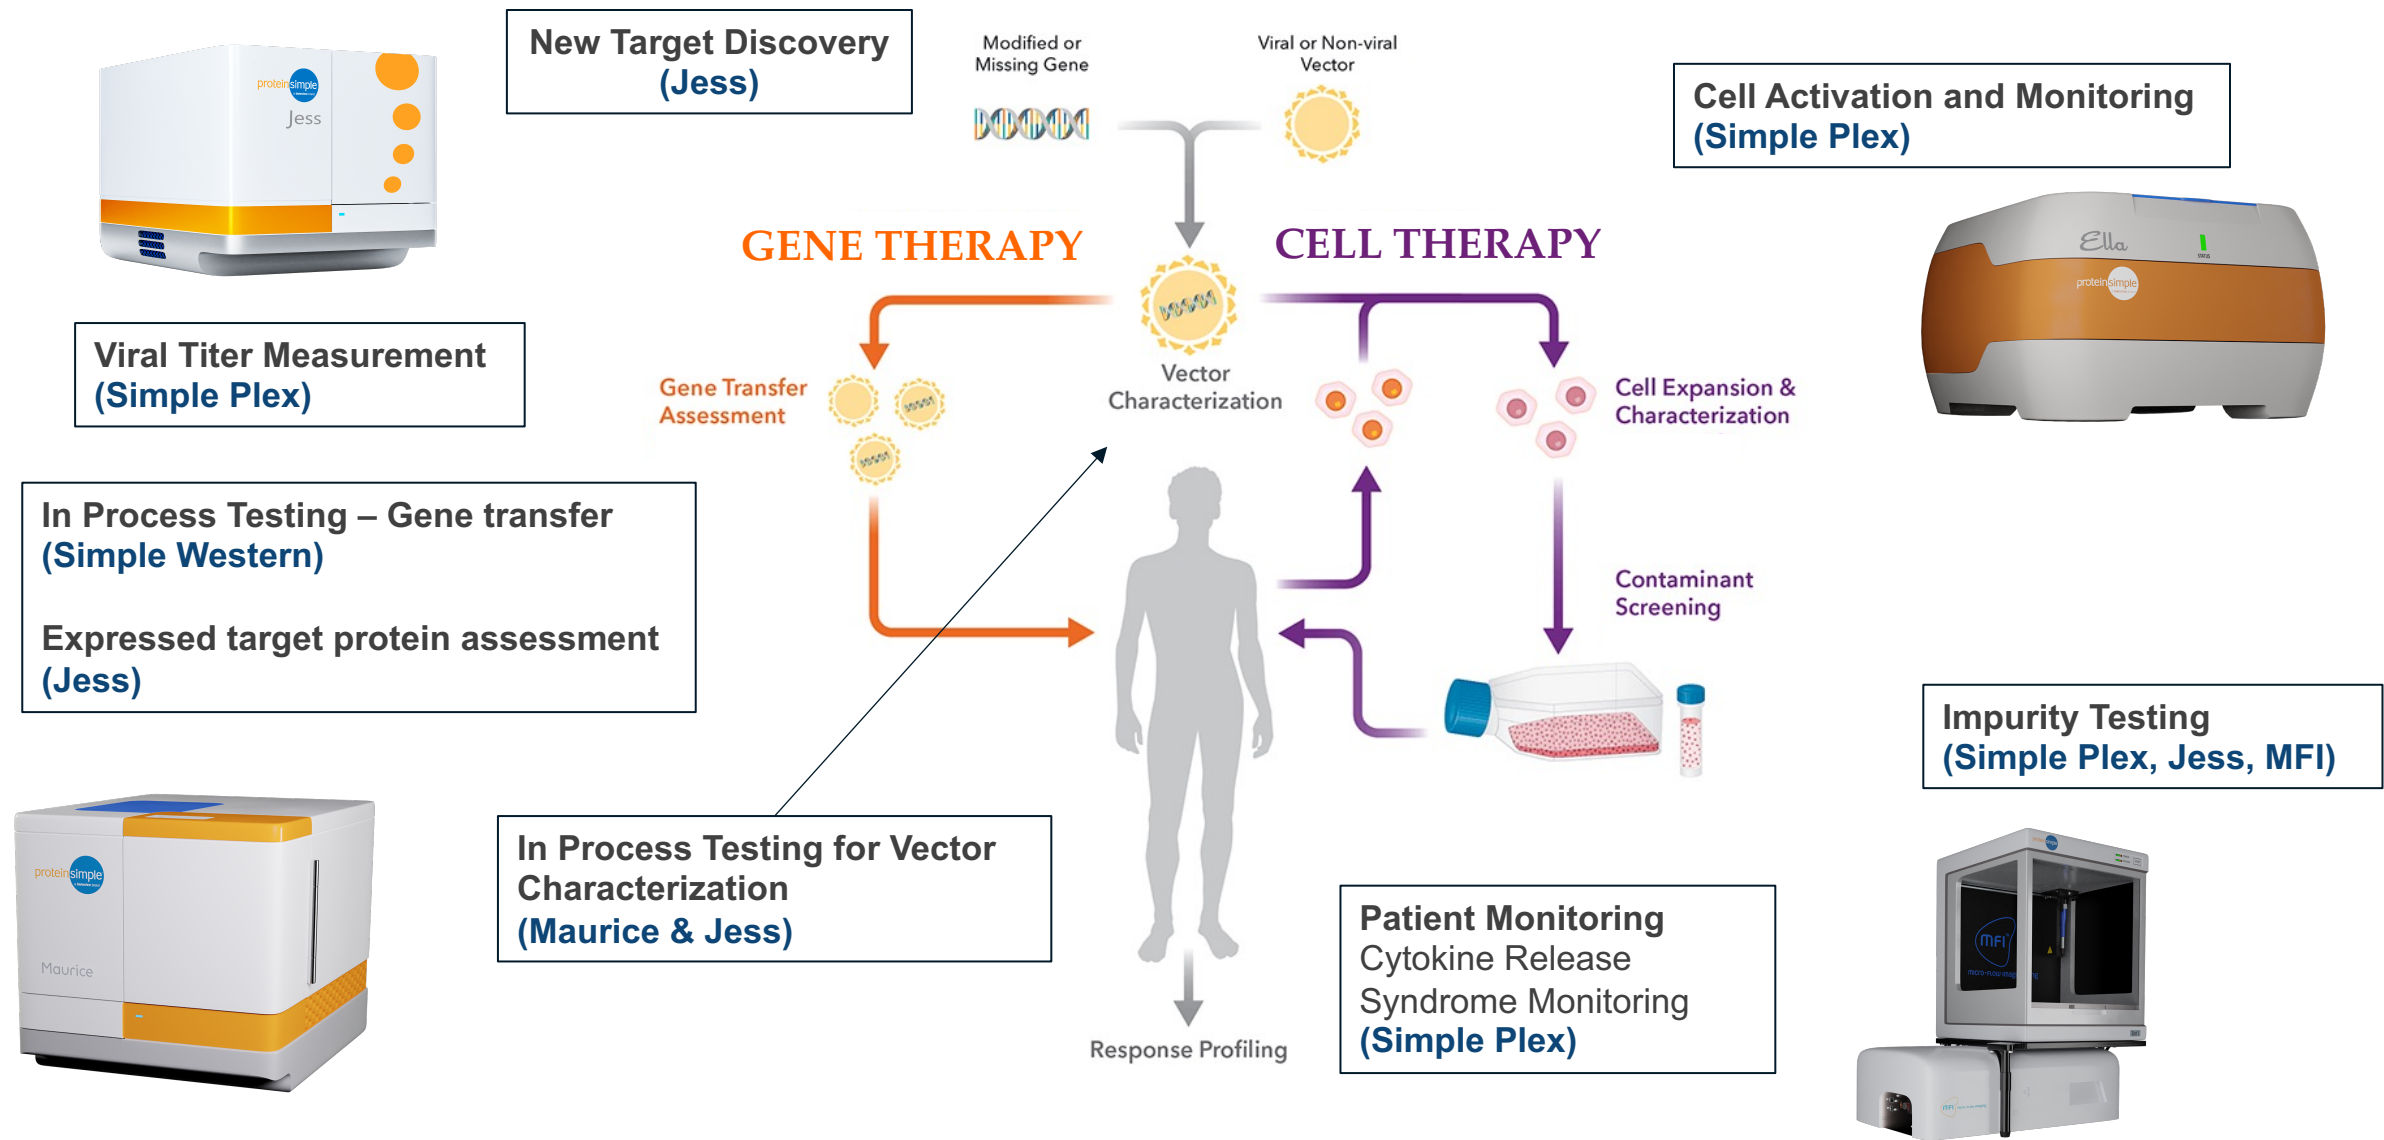 proteinsimple
Jess
New Target Discovery
(Jess)
Modified or
Missing Gene
Viral or Non-viral
Vector
Cell Activation and Monitoring
(Simple Plex)
GENE THERAPY
CELL THERAPY
Ella
STATUS
proteinsimple
Viral Titer Measurement
(Simple Plex)
Gene Transfer
Assessment
Vector
Characterization
Cell Expansion &
Characterization
In Process Testing – Gene transfer
(Simple Western)
Expressed target protein assessment
(Jess)
Contaminant
Screening
Impurity Testing
(Simple Plex, Jess, MFI)
proteinsimple
Maurice
In Process Testing for Vector
Characterization
(Maurice & Jess)
Patient Monitoring
Cytokine Release
Syndrome Monitoring
(Simple Plex)
Response Profiling
MFI
MFI